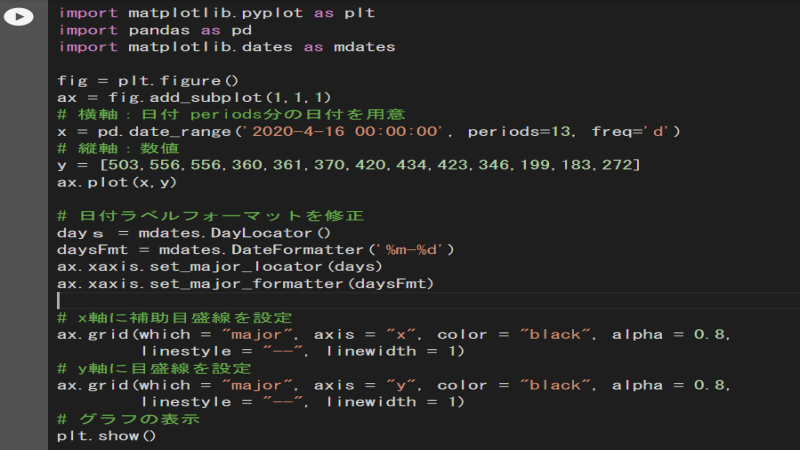 import matplotlib.pyplot as plt
import pandas as pd
import matplotlib.dates as mdates
fig = plt.figure()
ax = fig.add_subplot(1,1,1)
# 横軸：日付 periods分の日付を用意
x = pd.date_range('2020-4-16 00:00:00', periods=13, freq='d')
# 縦軸：数値
y = [503,556,556,360,361,370,420,434,423,346,199,183,272]
ax.plot(x,y)
# 日付ラベルフォーマットを修正
dayｓ = mdates.DayLocator()
daysFmt = mdates.DateFormatter('%m-%d')
ax.xaxis.set_major_locator(days)
ax.xaxis.set_major_formatter(daysFmt)
# x軸に補助目盛線を設定
ax.grid(which = "major", axis = "x", color = "black", alpha = 0.8,
linestyle = "--", linewidth = 1)
# y軸に目盛線を設定
ax.grid(which = "major", axis = "y", color = "black", alpha = 0.8,
linestyle = "--", linewidth = 1)
# グラフの表示
plt.show()